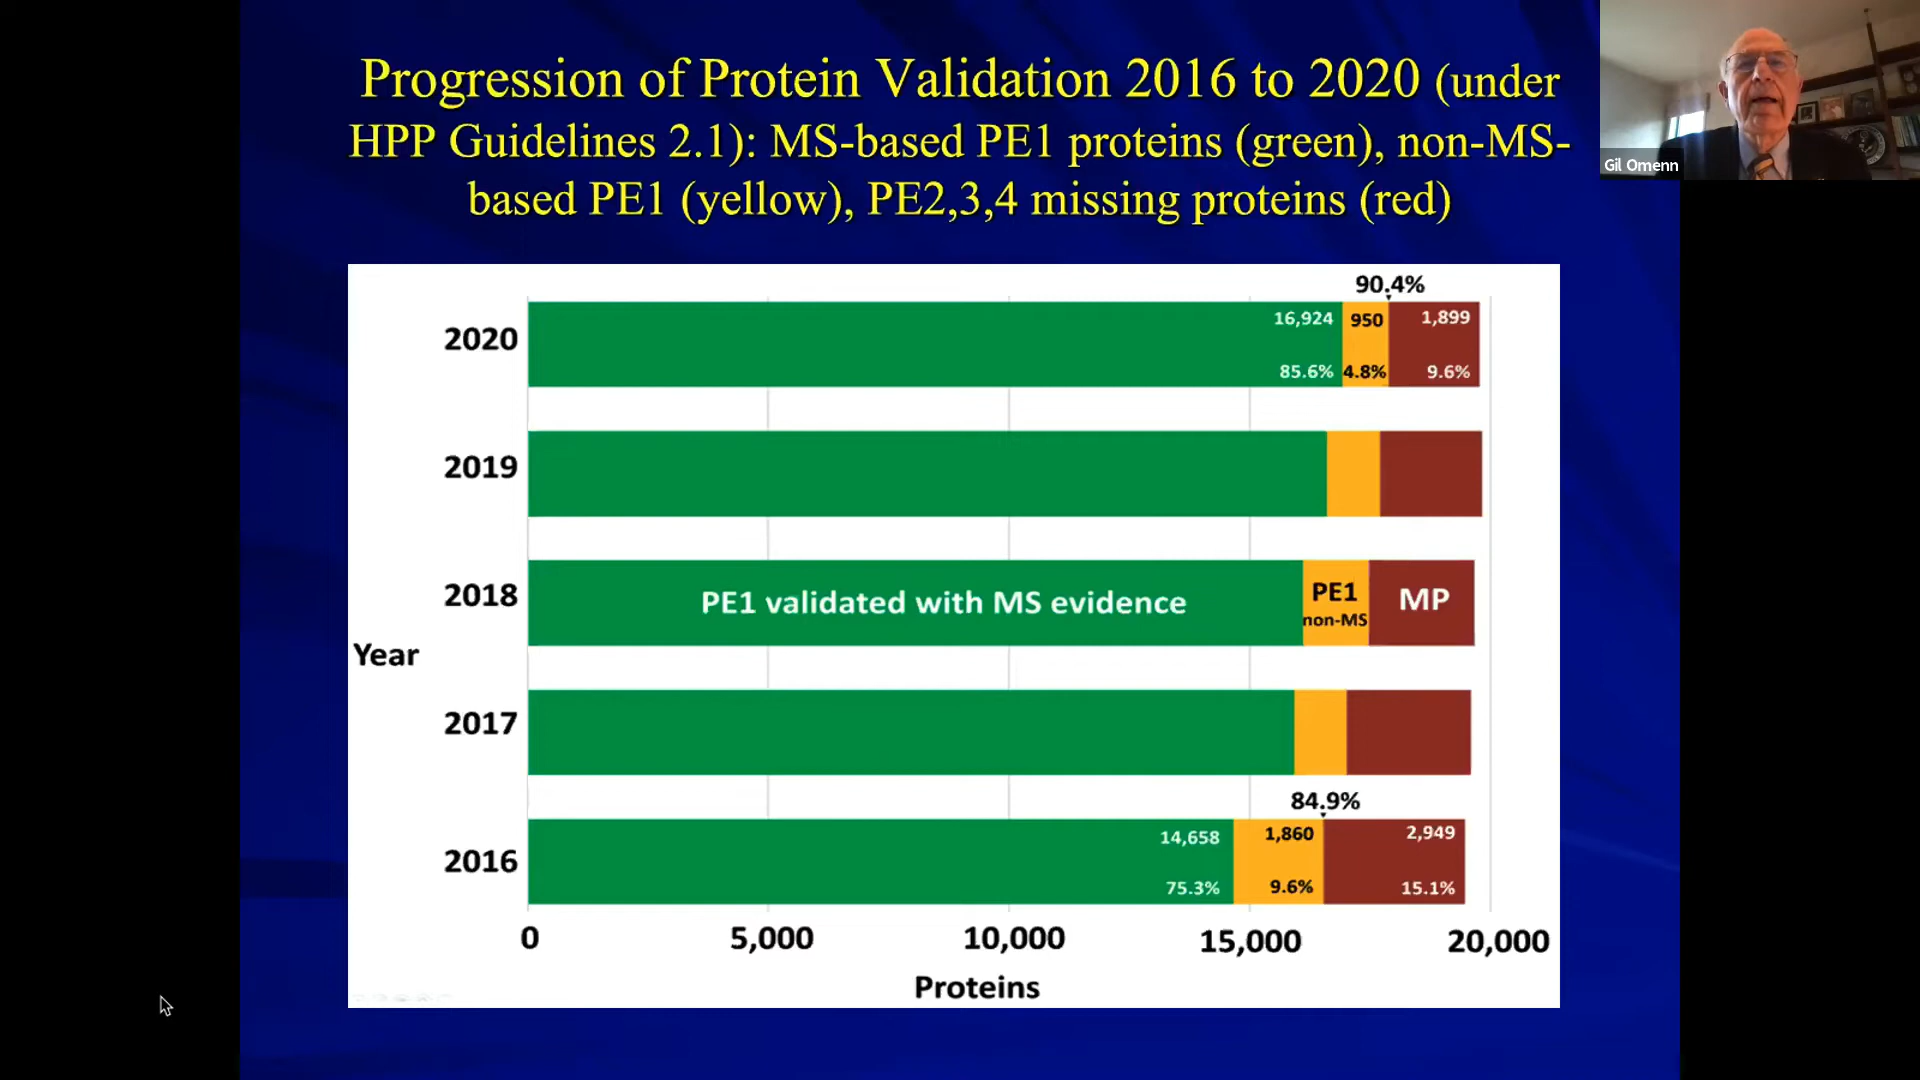 Progression of Protein Validation 2016 to 2020 (under
HPP Guidelines 2.1): MS-based PE1 proteins (green), non-MS-
based PE1 (yellow), PE2,3,4 missing proteins (red)
Gil Omenn
90.4%
2020
16,924
950
1,899
85.6%
4.8%
9.6%
2019
2018
PE1 validated with MS evidence
PE1
non-MS
MP
Year
2017
84.9%
2016
14,658
1,860
2,949
75.3%
9.6%
15.1%
0
5,000
10,000
15,000
20,000
Proteins